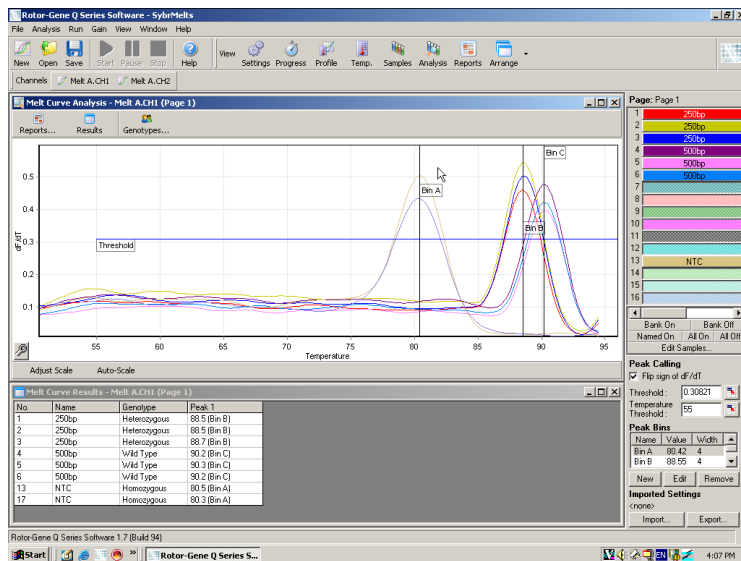 Rotor-Gene Q Series Software - SybrMelts
File Analysis Run Gain View Window Help
New Open Save Start Pause Stop Help View Settings Progress Profile Temp. Samples Analysis Reports Arrange
Channels Melt A.CH1 Melt A.CH2
Melt Curve Analysis - Melt A.CH1 (Page 1)
Reports... Results Genotypes...
Bin C
Bin A
Bin B
Threshold
dF/dT
0.5
0.4
0.3
0.2
0.1
55 60 65 70 75 80 85 90 95
Temperature
Adjust Scale Auto-Scale
Melt Curve Results - Melt A.CH1 (Page 1)
No. Name Genotype Peak 1
1 250bp Heterozygous 88.5 (Bin B)
2 250bp Heterozygous 88.5 (Bin B)
3 250bp Heterozygous 88.7 (Bin B)
4 500bp Wild Type 90.2 (Bin C)
5 500bp Wild Type 90.3 (Bin C)
6 500bp Wild Type 90.2 (Bin C)
13 NTC Homozygous 80.5 (Bin A)
17 NTC Homozygous 80.3 (Bin A)
Page: Page 1
1 250bp
2 250bp
3 250bp
4 500bp
5 500bp
6 500bp
7
8
9
10
11
12
13 NTC
14
15
16
Bank On Bank Off
Named On All On All Off
Edit Samples...
Peak Calling
Flip sign of dF/dT
Threshold : 0.30821
Temperature
Threshold : 55
Peak Bins
Name Value Width
Bin A 80.42 4
Bin B 88.55 4
New Edit Remove
Imported Settings
<none>
Import... Export...
Rotor-Gene Q Series Software 1.7 (Build 94)
Start Rotor-Gene Q Series S... EN 4:07 PM